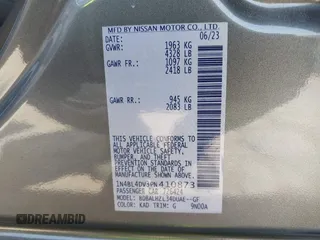 MFD BY NISSAN MOTOR CO., LTD.
DATE: 06/23
GVWR: 1963 KG
4328 LB
GAWR FR: 1097 KG
2418 LB
GAWR RR: 945 KG
2083 LB
THIS VEHICLE CONFORMS TO ALL APPLICABLE
FEDERAL MOTOR VEHICLE SAFETY, BUMPER,
AND THEFT PREVENTION STANDARDS IN EFFECT
ON THE DATE OF MANUFACTURE SHOWN ABOVE.
PASSENGER CAR
MODEL:
COLOR: KAD TRIM: G